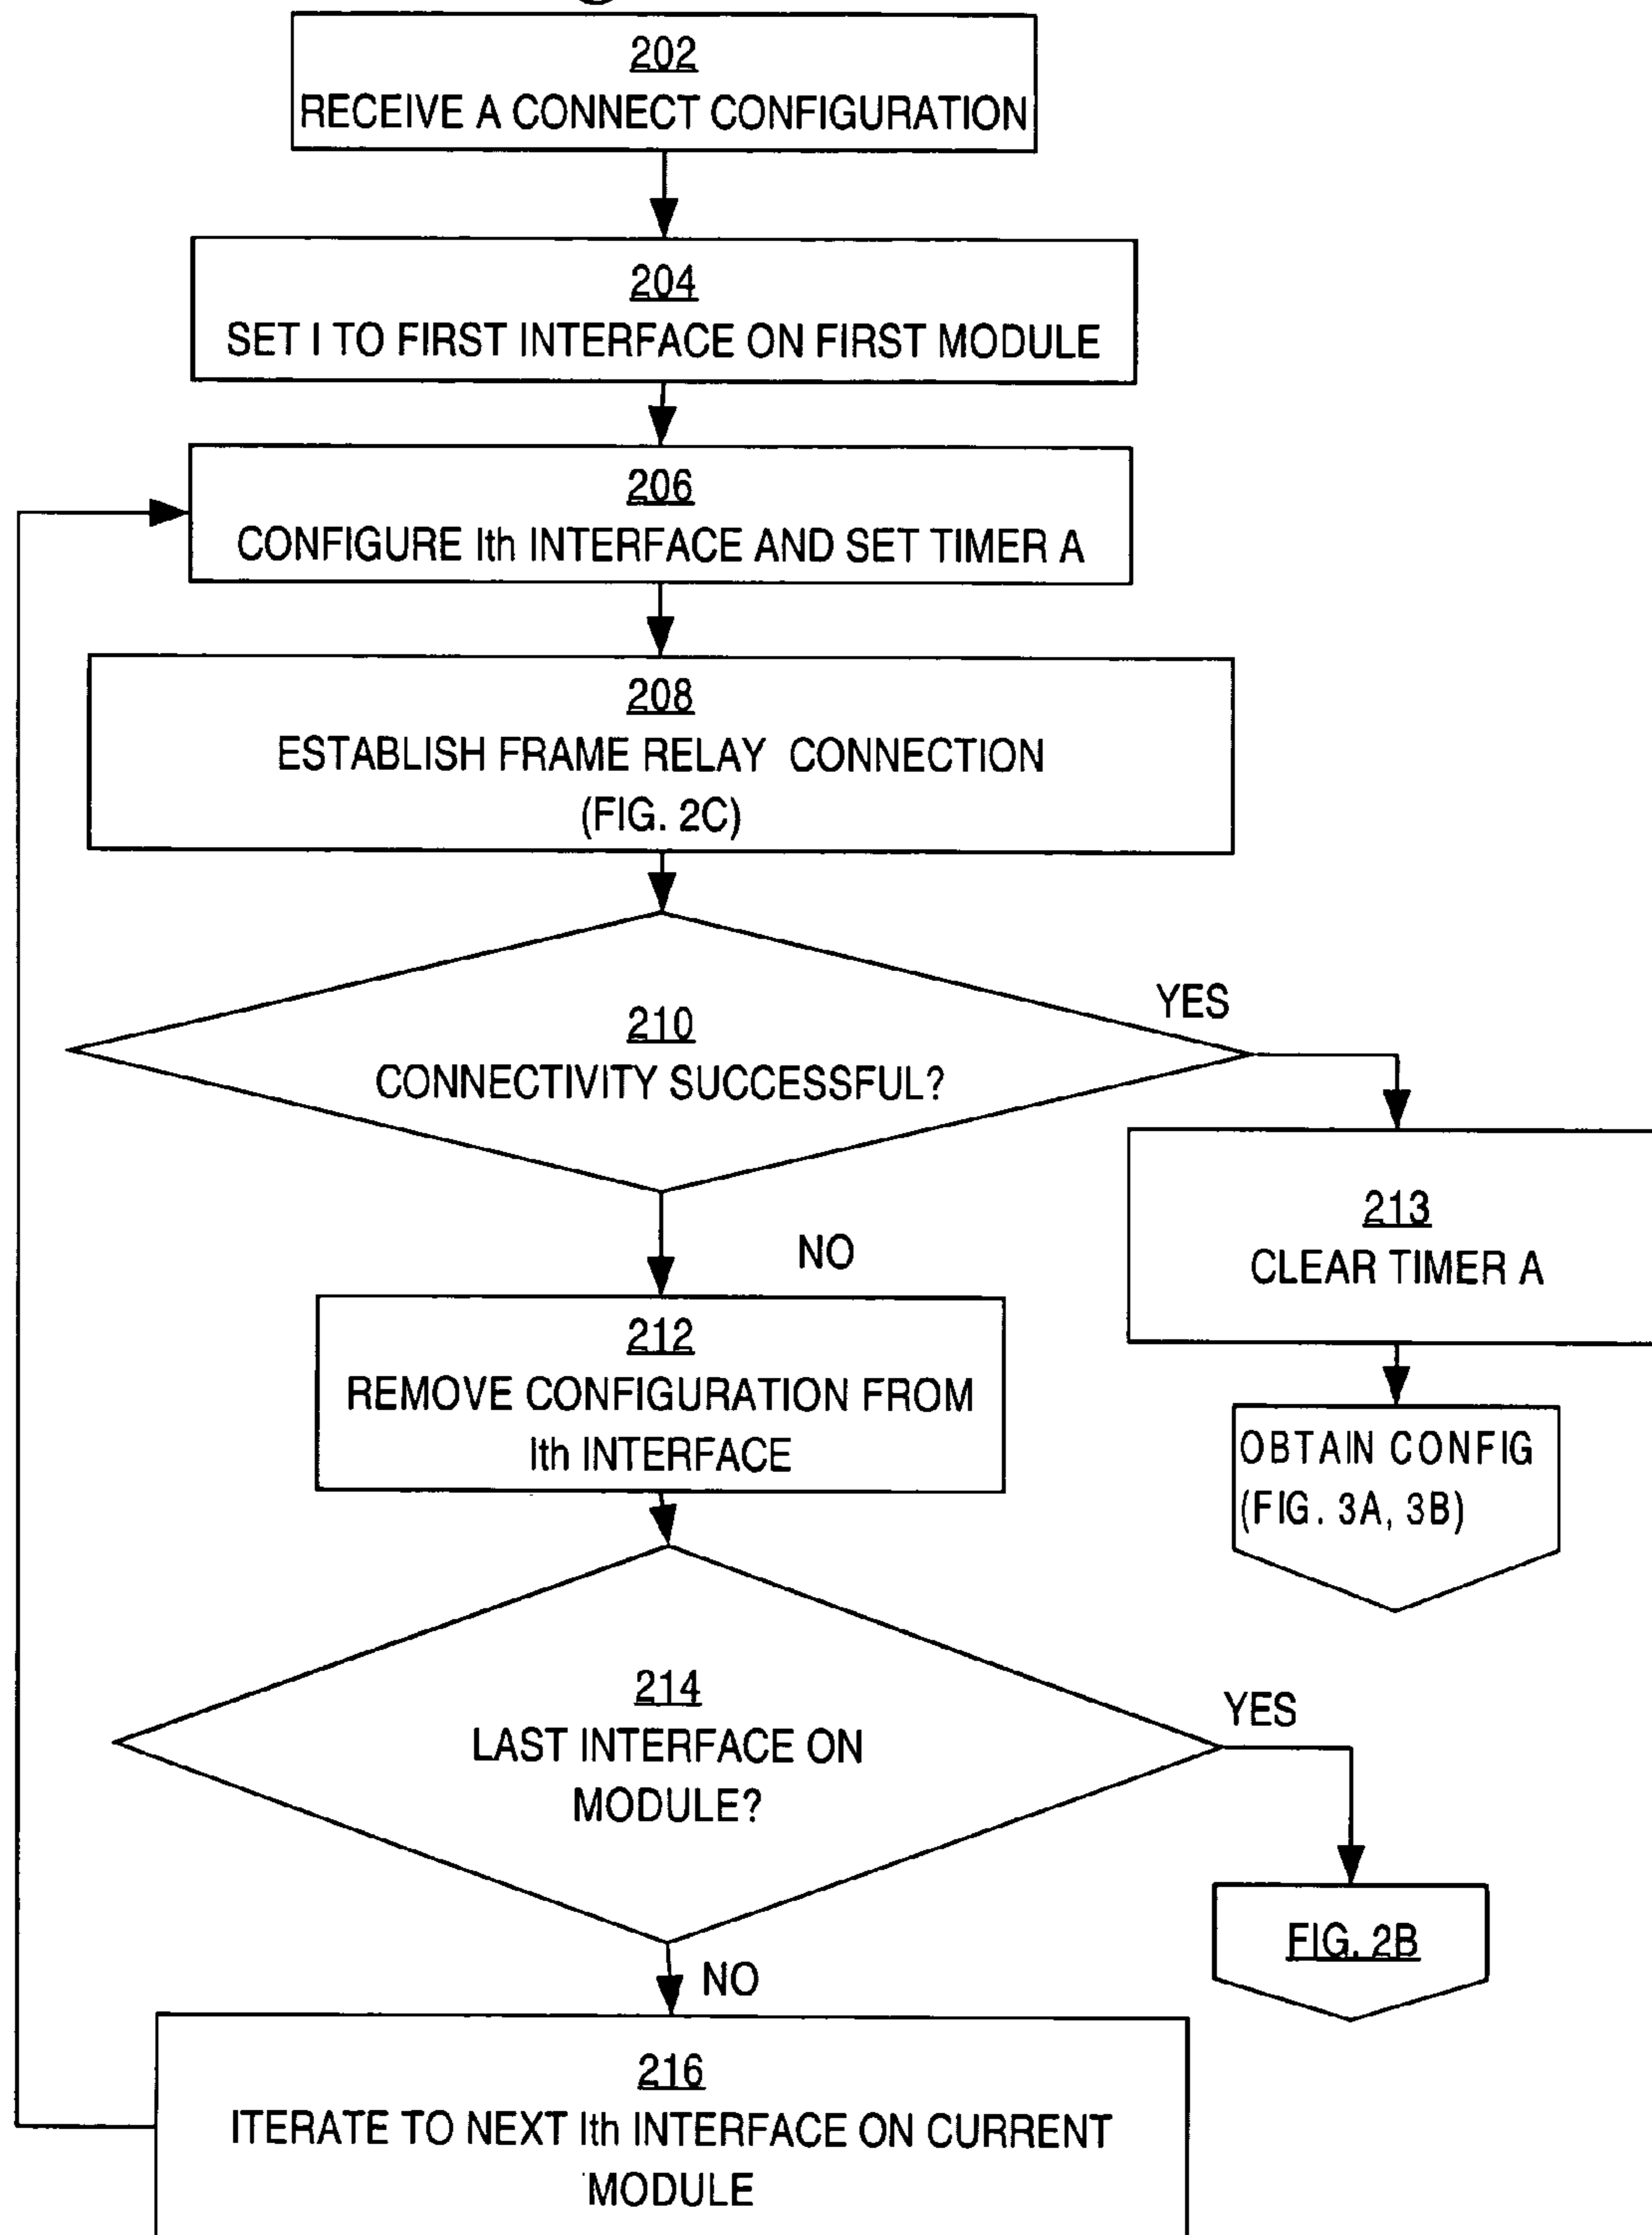 202
RECEIVE A CONNECT CONFIGURATION
204
SET I TO FIRST INTERFACE ON FIRST MODULE
206
CONFIGURE Ith INTERFACE AND SET TIMER A
208
ESTABLISH FRAME RELAY CONNECTION
(FIG. 2C)
210
CONNECTIVITY SUCCESSFUL?
YES
213
CLEAR TIMER A
OBTAIN CONFIG
(FIG. 3A, 3B)
NO
212
REMOVE CONFIGURATION FROM
Ith INTERFACE
214
LAST INTERFACE ON
MODULE?
YES
FIG. 2B
NO
216
ITERATE TO NEXT Ith INTERFACE ON CURRENT
MODULE